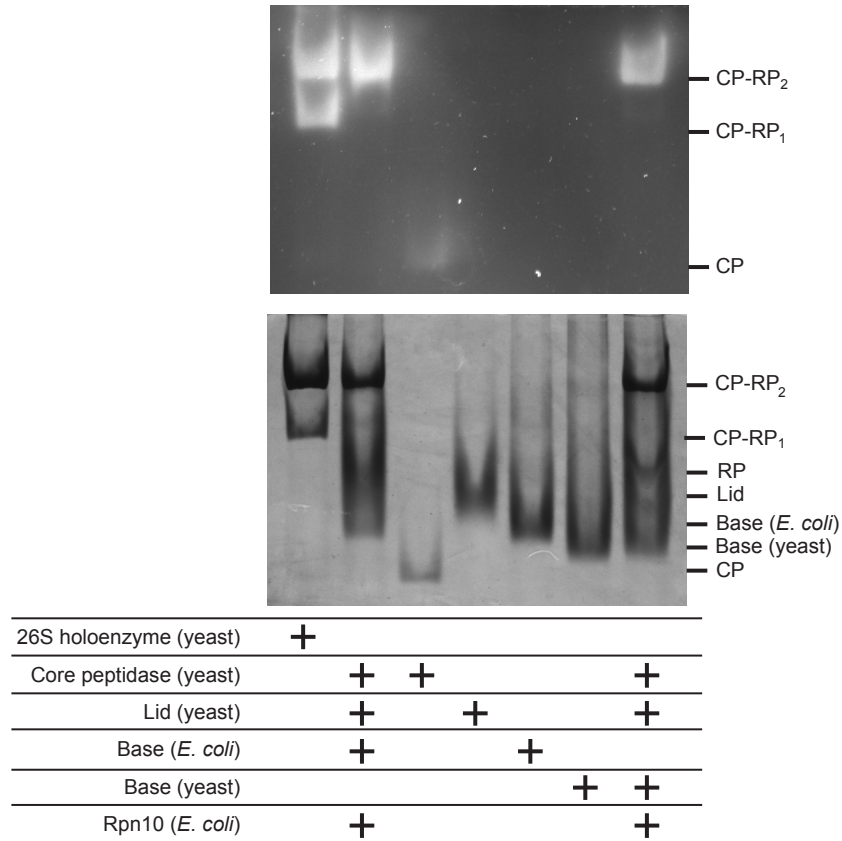 CP-RP2
CP-RP1
CP
CP-RP2
CP-RP1
RP
Lid
Base (E. coli)
Base (yeast)
CP
26S holoenzyme (yeast) +
Core peptidase (yeast) + + +
Lid (yeast) + + +
Base (E. coli) + +
Base (yeast) + +
Rpn10 (E. coli) + +